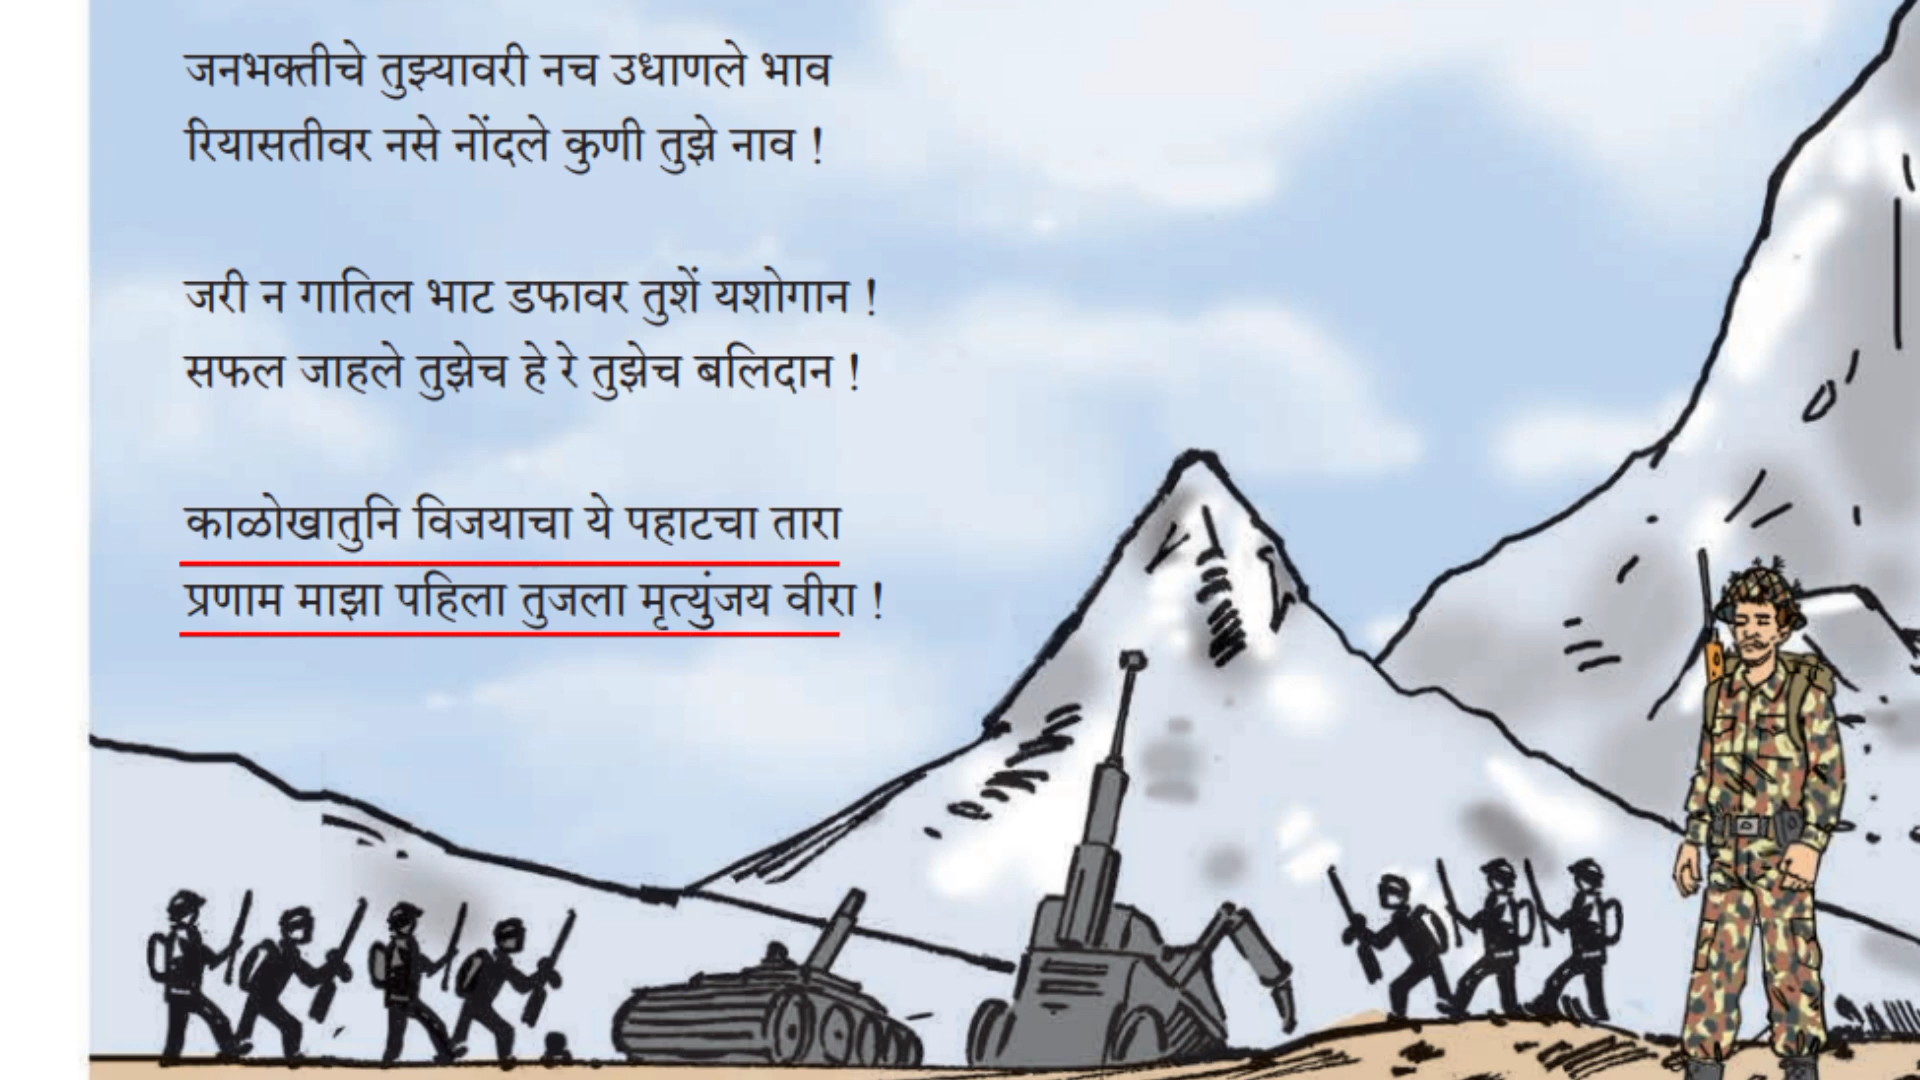 जनभक्तीचे तुझ्यावरी नच उधाणले भाव
रियासतीवर नसे नोंदले कुणी तुझे नाव !
जरी न गातिल भाट डफावर तुशें यशोगान !
सफल जाहले तुझेच हे रे तुझेच बलिदान !
काळोखातुनि विजयाचा ये पहाटचा तारा
प्रणाम माझा पहिला तुजला मृत्युंजय वीरा !